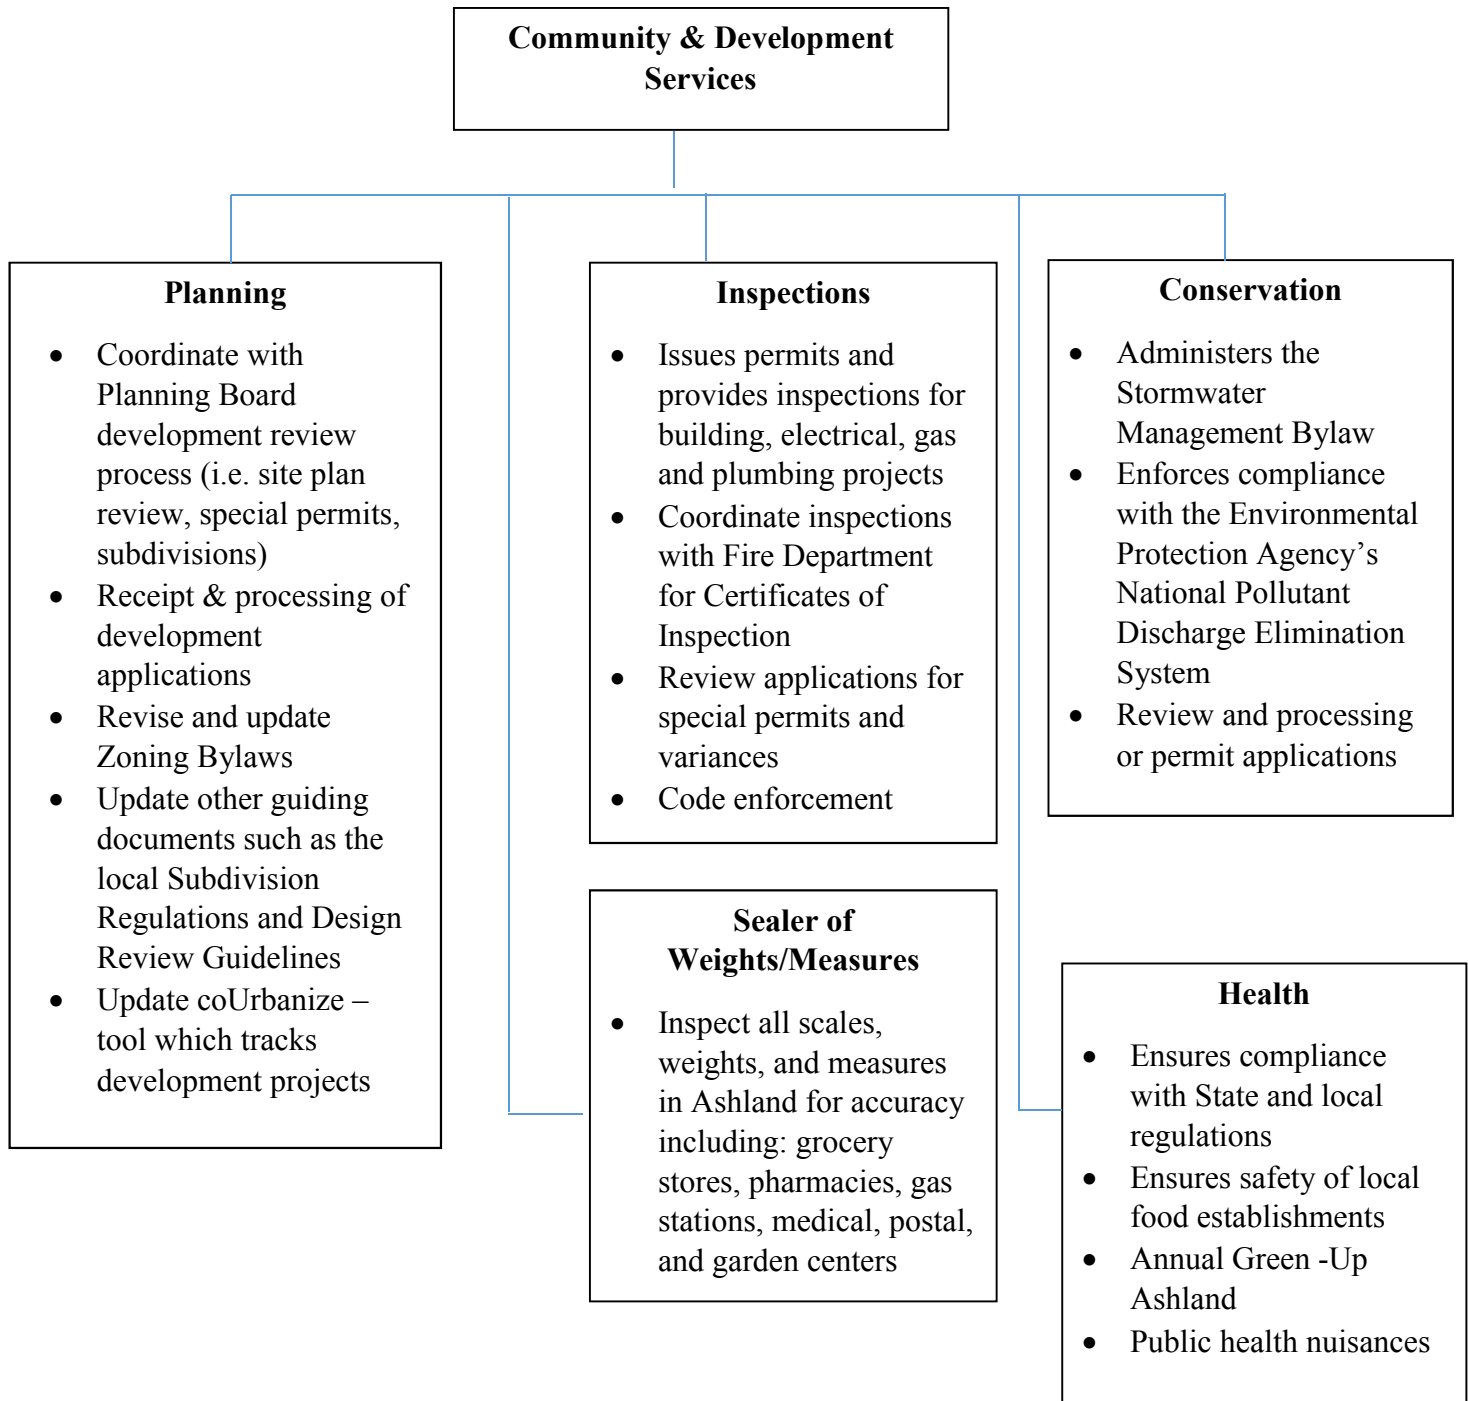 Community & Development
Services
Planning
• Coordinate with
Planning Board
development review
process (i.e. site plan
review, special permits,
subdivisions)
• Receipt & processing of
development
applications
• Revise and update
Zoning Bylaws
• Update other guiding
documents such as the
local Subdivision
Regulations and Design
Review Guidelines
• Update coUrbanize –
tool which tracks
development projects
Inspections
• Issues permits and
provides inspections for
building, electrical, gas
and plumbing projects
• Coordinate inspections
with Fire Department
for Certificates of
Inspection
• Review applications for
special permits and
variances
• Code enforcement
Conservation
• Administers the
Stormwater
Management Bylaw
• Enforces compliance
with the Environmental
Protection Agency’s
National Pollutant
Discharge Elimination
System
• Review and processing
or permit applications
Sealer of
Weights/Measures
• Inspect all scales,
weights, and measures
in Ashland for accuracy
including: grocery
stores, pharmacies, gas
stations, medical, postal,
and garden centers
Health
• Ensures compliance
with State and local
regulations
• Ensures safety of local
food establishments
• Annual Green -Up
Ashland
• Public health nuisances